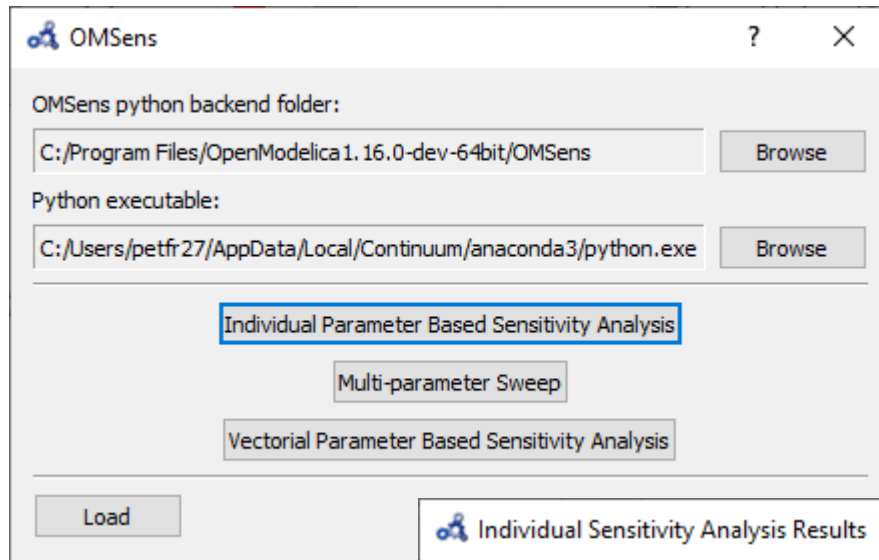 OMSens
?
OMSens python backend folder:
C:/Program Files/OpenModelica1.16.0-dev-64bit/OMSens
Browse
Python executable:
C:/Users/petfr27/AppData/Local/Continuum/anaconda3/python.exe
Browse
Individual Parameter Based Sensitivity Analysis
Multi-parameter Sweep
Vectorial Parameter Based Sensitivity Analysis
Load
Individual Sensitivity Analysis Results